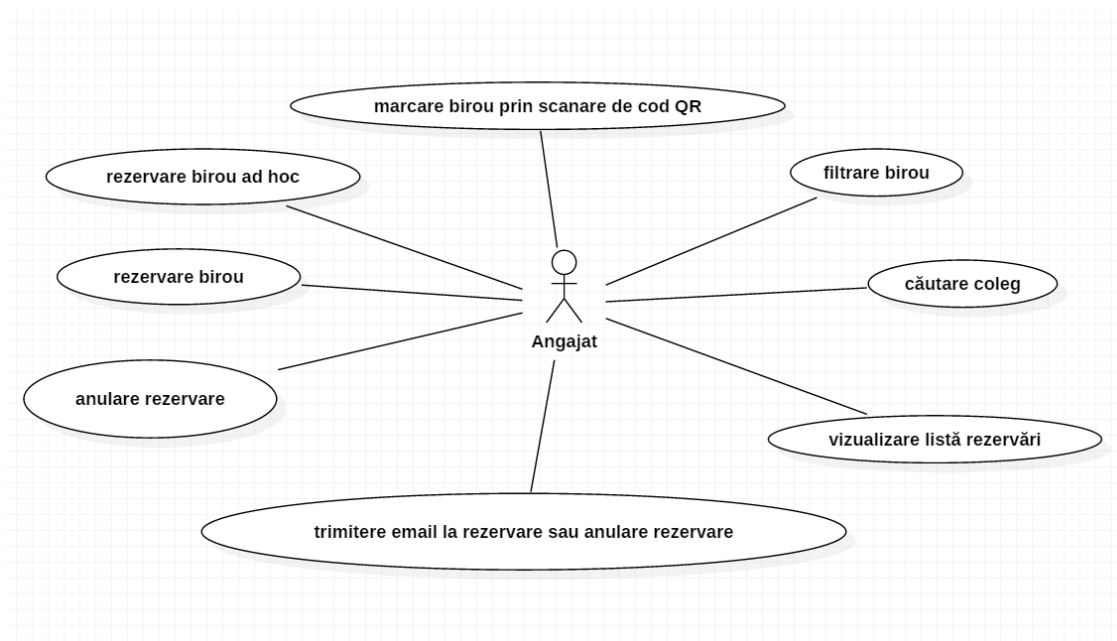 marcare birou prin scanare de cod QR
rezervare birou ad hoc
filtrare birou
rezervare birou
căutare coleg
Angajat
anulare rezervare
vizualizare listă rezervări
trimitere email la rezervare sau anulare rezervare